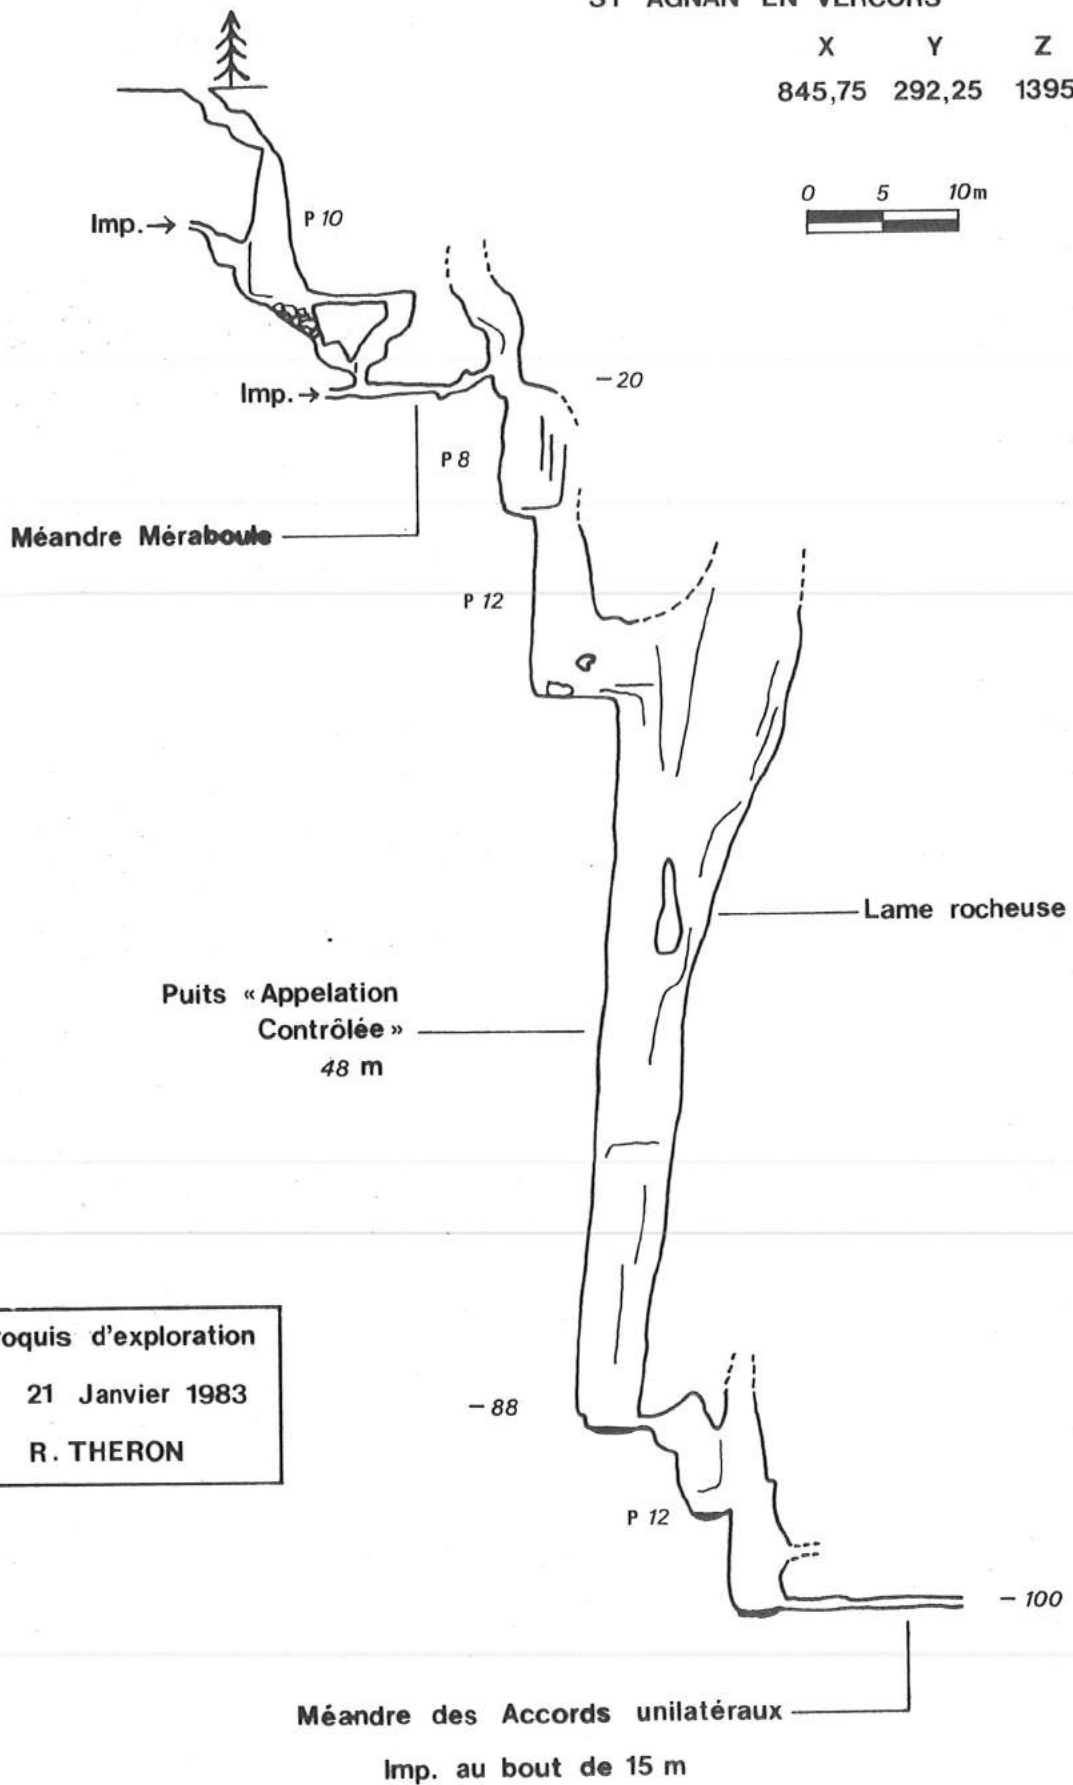 ST AGNAN EN VERCORS
X Y Z
845,75 292,25 1395
0 5 10m
P 10
Imp. →
- 20
Imp. →
P 8
Méandre Méraboule
P 12
Lame rocheuse
Puits « Appelation
Contrôlée »
48 m
roquis d'exploration
21 Janvier 1983
R. THERON
- 88
P 12
- 100
Méandre des Accords unilatéraux
Imp. au bout de 15 m